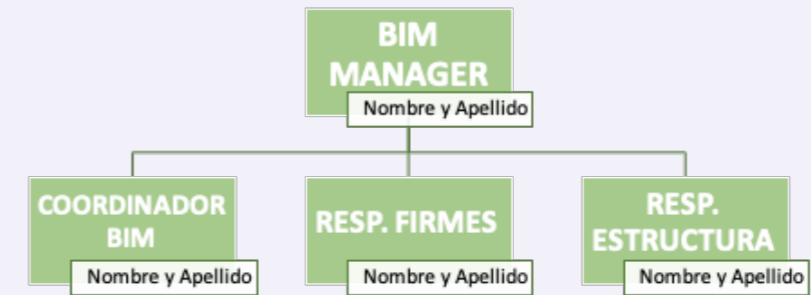 BIM
MANAGER
Nombre y Apellido
COORDINADOR
BIM
Nombre y Apellido
RESP. FIRMES
Nombre y Apellido
RESP.
ESTRUCTURA
Nombre y Apellido